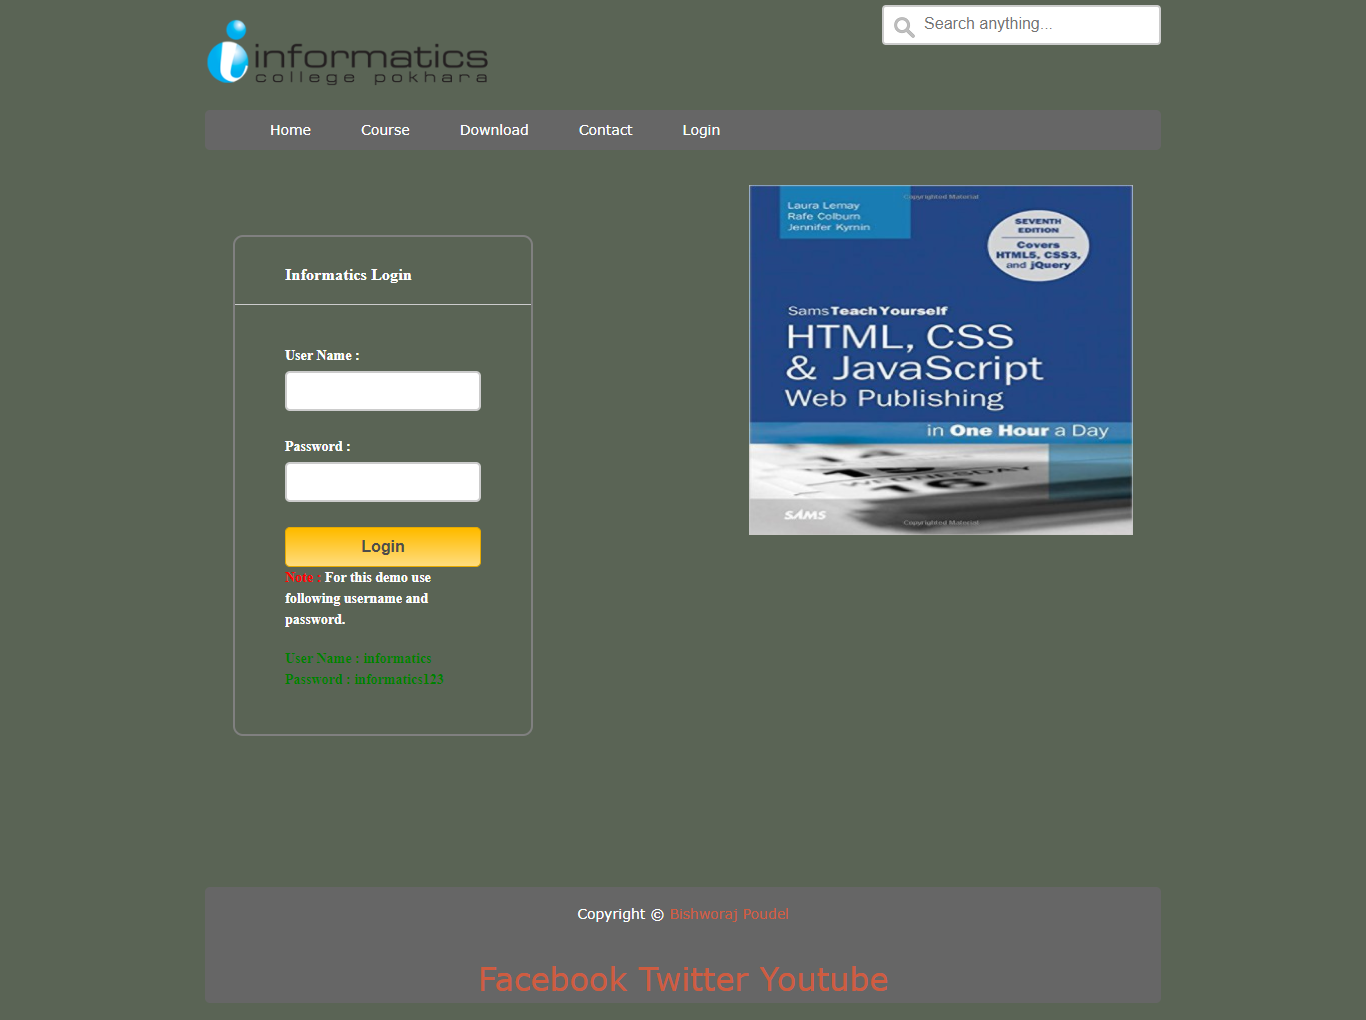 informatics
college pokhara
Search anything...
Home Course Download Contact Login
Informatics Login
User Name :
Password :
Login
Note : For this demo use
following username and
password.
User Name : informatics
Password : informatics123
Copyrighted Material
Laura Lemay
Rafe Colburn
Jennifer Kyrnin
SEVENTH
EDITION
Covers
HTML5, CSS3,
and jQuery
Sams Teach Yourself
HTML, CSS
& JavaScript
Web Publishing
in One Hour a Day
15
WEDNESDAY
16
SAMS
Copyrighted Material
Copyright © Bishworaj Poudel
Facebook Twitter Youtube